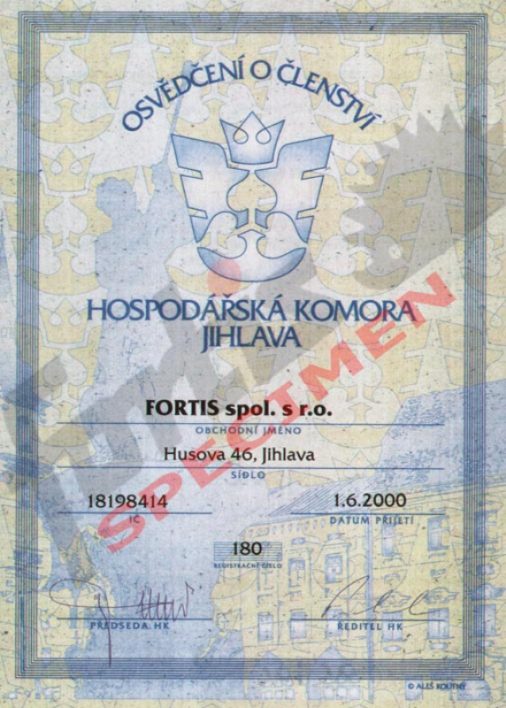 OSVĚDČENÍ O ČLENSTVÍ
HOSPODÁŘSKÁ KOMORA
JIHLAVA
SPECIMEN
FORTIS spol. s r.o.
OBCHODNÍ JMÉNO
Husova 46, Jihlava
SÍDLO
18198414
IČ
1.6.2000
DATUM PŘIJETÍ
180
REGISTRAČNÍ ČÍSLO
PŘEDSEDA HK
ŘEDITEL HK
© ALEŠ KOUTNÝ